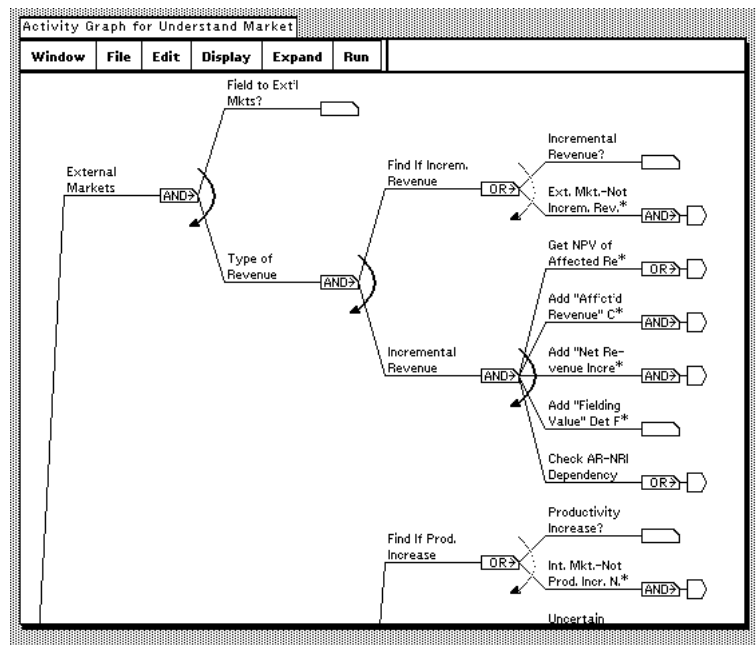 Activity Graph for Understand Market
Window File Edit Display Expand Run
Field to Ext'l
Mkts?
External
Markets
AND→
Type of
Revenue
AND→
Find If Increm.
Revenue
OR→
Incremental
Revenue?
Ext. Mkt.-Not
Increm. Rev.*
AND→
Incremental
Revenue
AND→
Get NPV of
Affected Re*
OR→
Add "Aff'ct'd
Revenue" C*
AND→
Add "Net Re-
venue Incre*
AND→
Add "Fielding
Value" Det F*
Check AR-NRI
Dependency
OR→
Find If Prod.
Increase
OR→
Productivity
Increase?
Int. Mkt.-Not
Prod. Incr. N.*
AND→
Uncertain